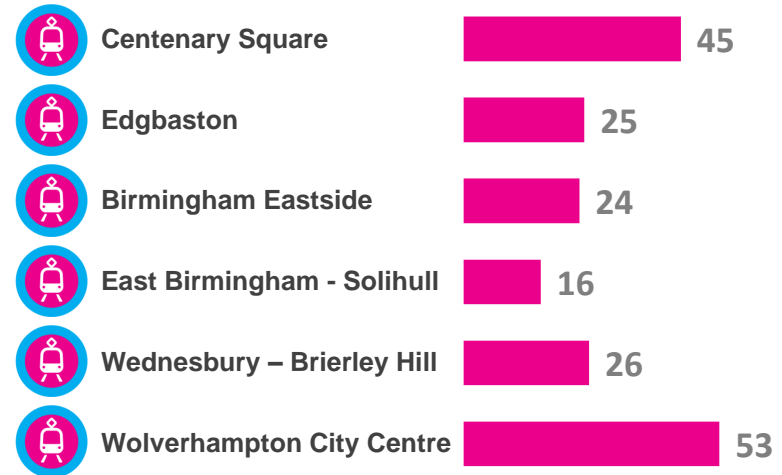 Centenary Square 45
Edgbaston 25
Birmingham Eastside 24
East Birmingham - Solihull 16
Wednesbury – Brierley Hill 26
Wolverhampton City Centre 53